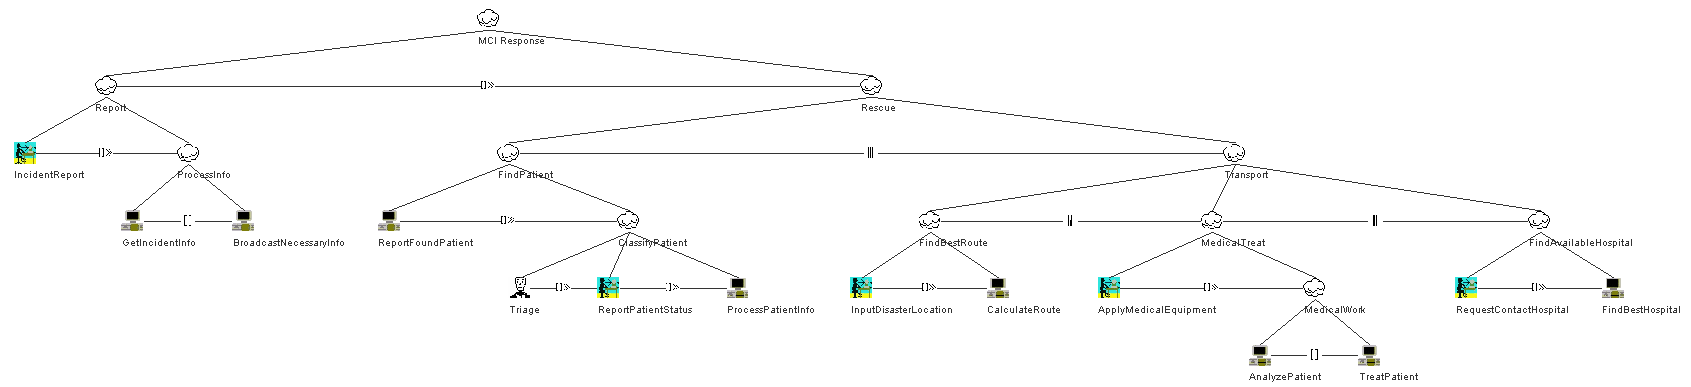 MCI Response
[]>>
Report
Rescue
[]>>
|||
IncidentReport
ProcessInfo
FindPatient
Transport
[]
[]>>
|||
|||
GetIncidentInfo
BroadcastNecessaryInfo
ReportFoundPatient
ClassifyPatient
FindBestRoute
MedicalTreat
FindAvailableHospital
[]>>
[]>>
[]>>
[]>>
[]>>
Triage
ReportPatientStatus
ProcessPatientInfo
InputDisasterLocation
CalculateRoute
ApplyMedicalEquipment
MedicalWork
RequestContactHospital
FindBestHospital
[]
AnalyzePatient
TreatPatient